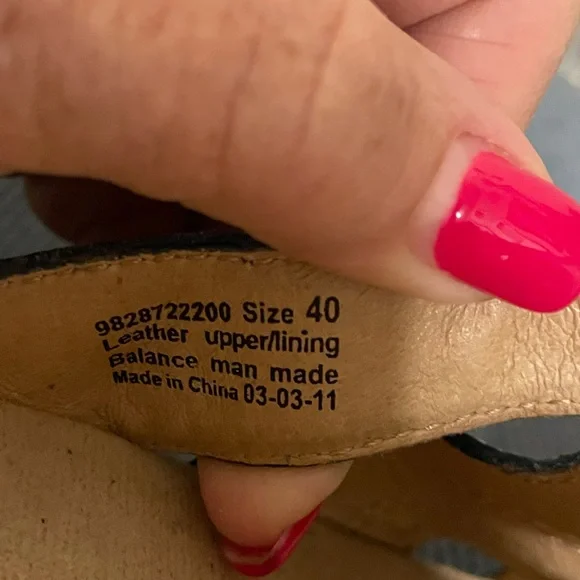 9828722200 Size 40
Leather upper/lining
Balance man made
Made in China 03-03-11